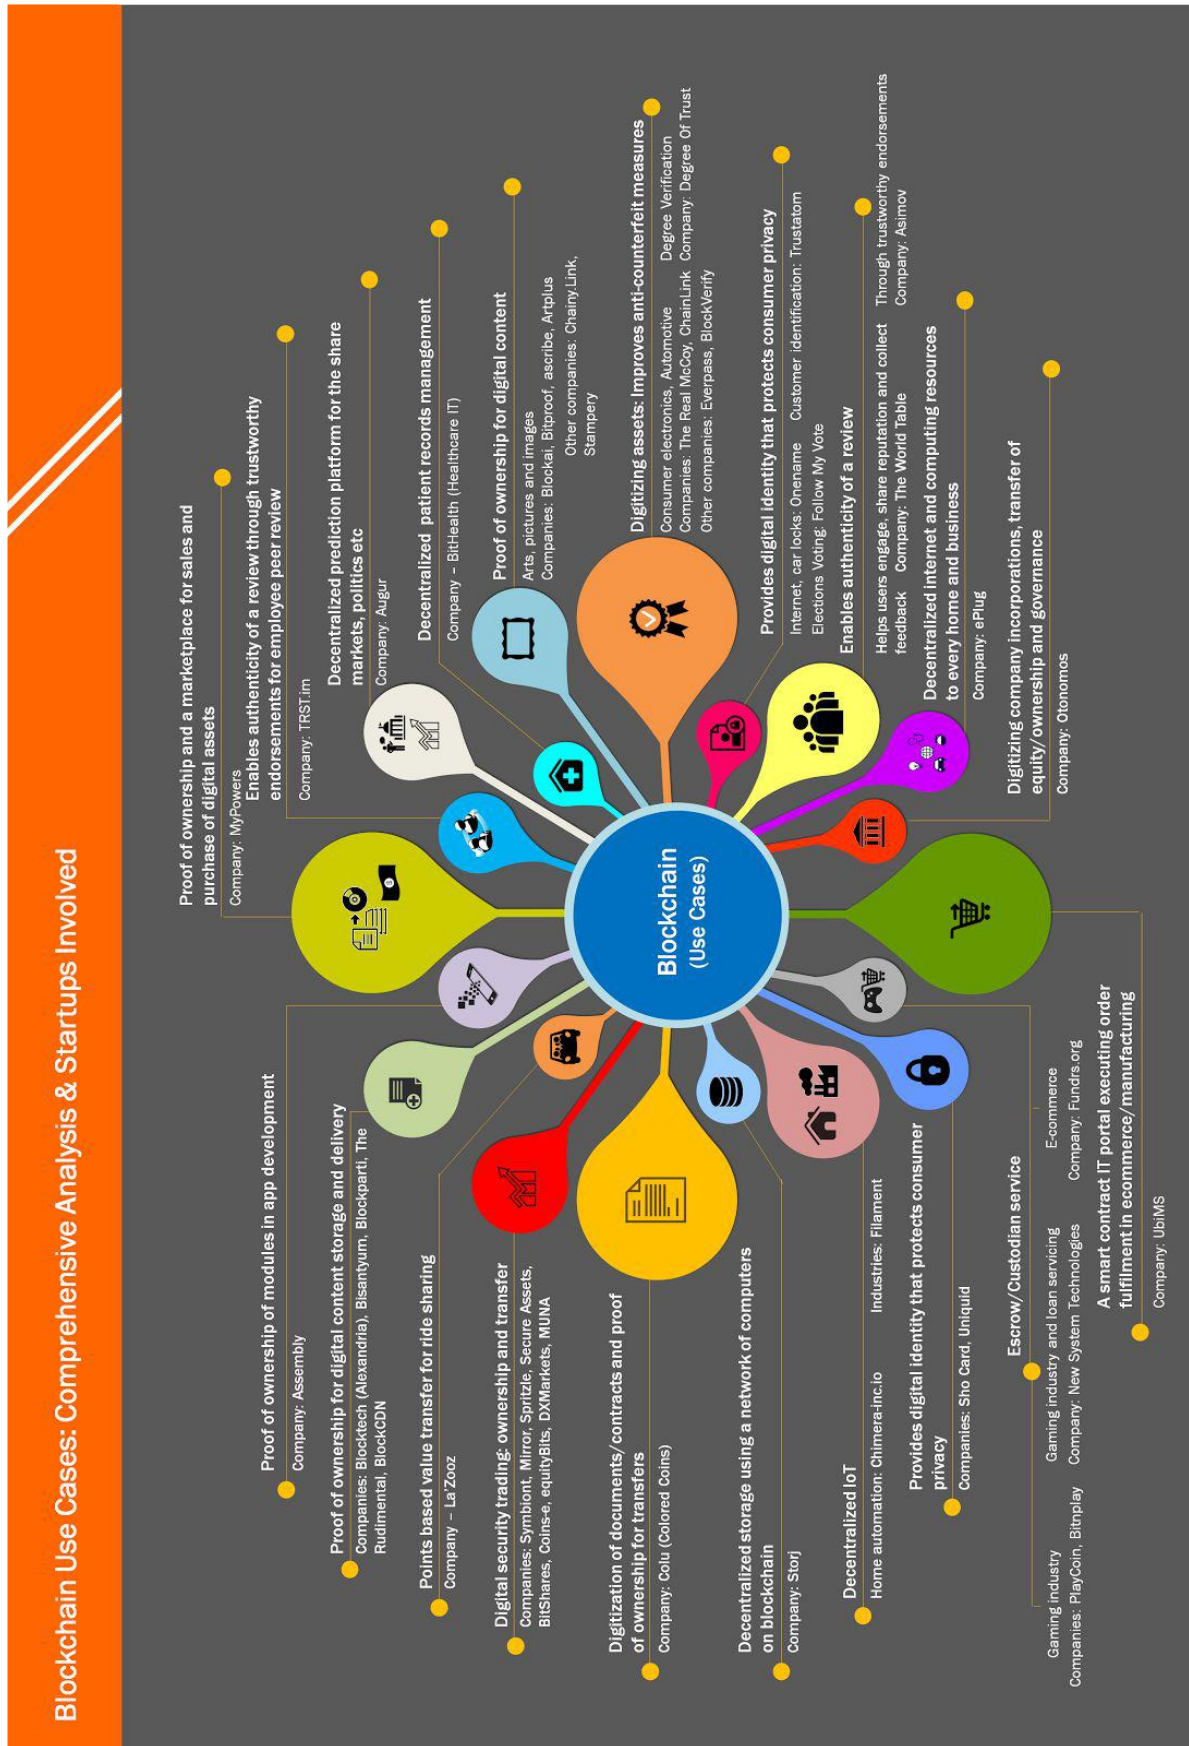 Blockchain Use Cases: Comprehensive Analysis & Startups Involved
Proof of ownership of modules in app development
Company: Assembly
Proof of ownership for digital content storage and delivery
Companies: Blocktech (Alexandria), Bisantyum, Blockparti, The
Rudimental, BlockCDN
Points based value transfer for ride sharing
Company – La'Zooz
Digital security trading: ownership and transfer
Companies: Symbiont, Mirror, Spritzle, Secure Assets,
BitShares, Coins-e, equityBits, DXMarkets, MUNA
Digitization of documents/contracts and proof
of ownership for transfers
Company: Colu (Colored Coins)
Decentralized storage using a network of computers
on blockchain
Company: Storj
Decentralized IoT
Home automation: Chimera-inc.io
Industries: Filament
Provides digital identity that protects consumer
privacy
Companies: Sho Card, Uniquid
Escrow/Custodian service
Gaming industry
Companies: PlayCoin, Bitnplay
Gaming industry and loan servicing
Company: New System Technologies
E-commerce
Company: Fundrs.org
A smart contract IT portal executing order
fulfilment in ecommerce/manufacturing
Company: UbiMS
Blockchain
(Use Cases)
Proof of ownership and a marketplace for sales and
purchase of digital assets
Company: MyPowers
Enables authenticity of a review through trustworthy
endorsements for employee peer review
Company: TRST.im
Decentralized prediction platform for the share
markets, politics etc
Company: Augur
Decentralized patient records management
Company – BitHealth (Healthcare IT)
Proof of ownership for digital content
Arts, pictures and images
Companies: Blockai, Bitproof, ascribe, Artplus
Other companies: Chainy.Link,
Stampery
Digitizing assets: Improves anti-counterfeit measures
Consumer electronics, Automotive
Companies: The Real McCoy, ChainLink
Other companies: Everpass, BlockVerify
Degree Verification
Company: Degree Of Trust
Provides digital identity that protects consumer privacy
Internet, car locks: Onename
Customer identification: Trustatom
Elections Voting: Follow My Vote
Enables authenticity of a review
Helps users engage, share reputation and collect
feedback
Company: The World Table
Through trustworthy endorsements
Company: Asimov
Decentralized internet and computing resources
to every home and business
Company: ePlug
Digitizing company incorporations, transfer of
equity/ownership and governance
Company: Otonomos